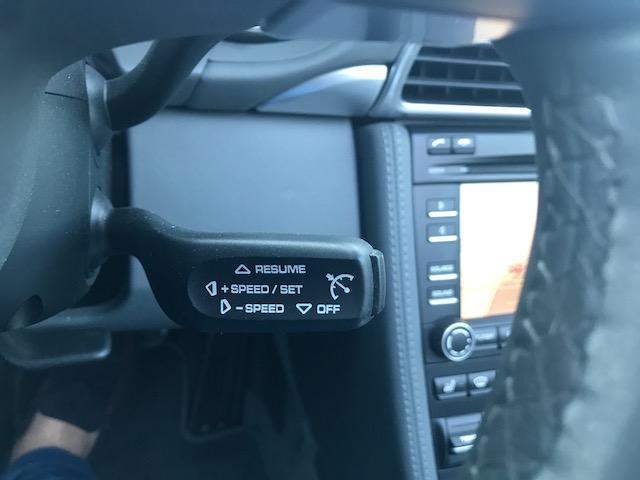 RESUME
+ SPEED / SET
- SPEED OFF